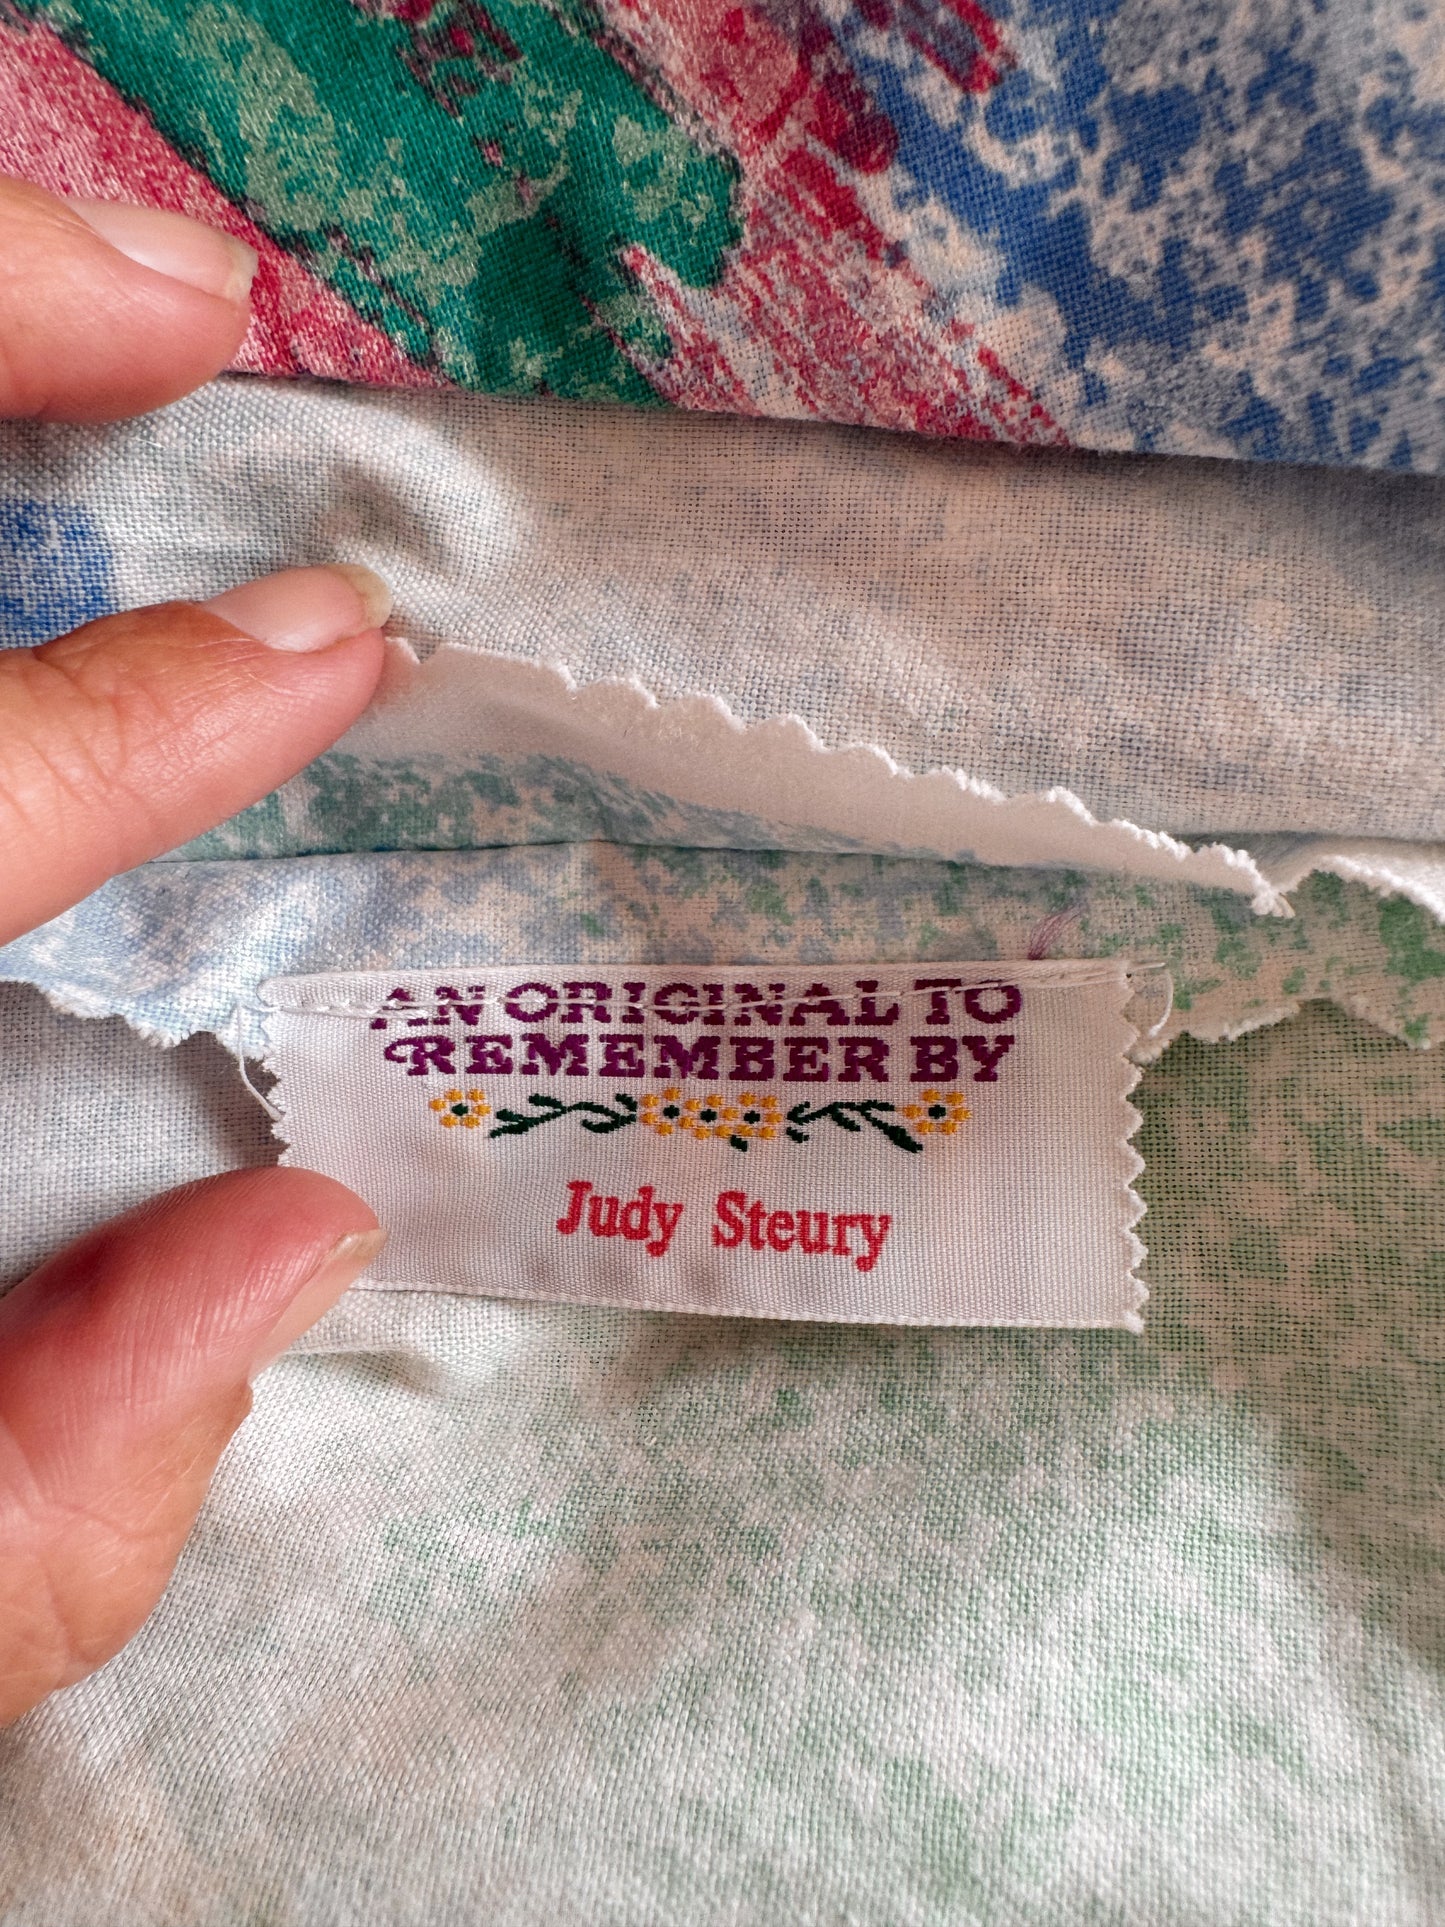 AN ORIGINAL TO
REMEMBER BY
Judy Steury